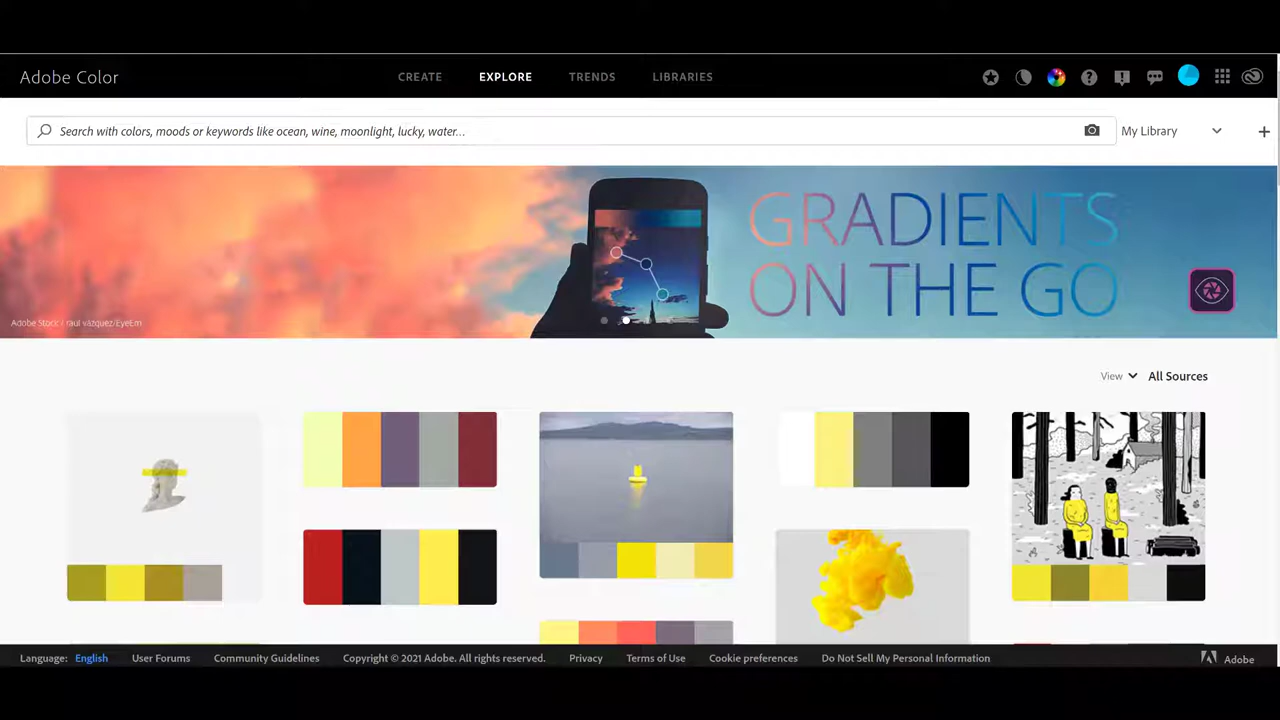 Adobe Color
CREATE
EXPLORE
TRENDS
LIBRARIES
Search with colors, moods or keywords like ocean, wine, moonlight, lucky, water...
My Library
GRADIENTS
ON THE GO
Adobe Stock / raul vazquez/EyeEm
View
All Sources
Language: English
User Forums
Community Guidelines
Copyright © 2021 Adobe. All rights reserved.
Privacy
Terms of Use
Cookie preferences
Do Not Sell My Personal Information
Adobe